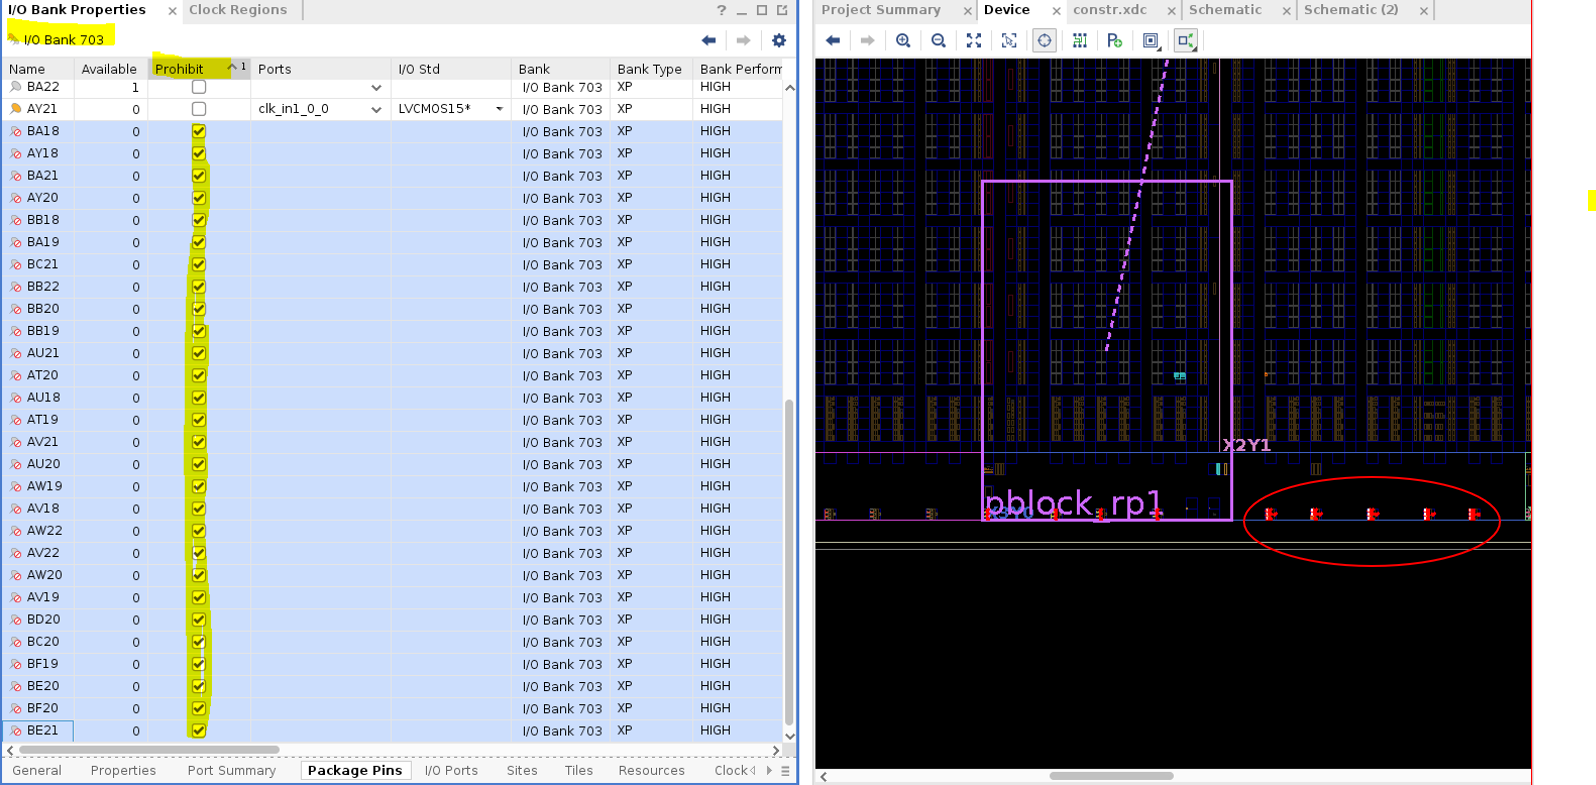 I/O Bank Properties × Clock Regions ? _
I/O Bank 703
Name Available Prohibit 1 Ports I/O Std Bank Bank Type Bank Perform
BA22 1 I/O Bank 703 XP HIGH
AY21 0 clk_in1_0_0 LVCMOS15* I/O Bank 703 XP HIGH
BA18 0 I/O Bank 703 XP HIGH
AY18 0 I/O Bank 703 XP HIGH
BA21 0 I/O Bank 703 XP HIGH
AY20 0 I/O Bank 703 XP HIGH
BB18 0 I/O Bank 703 XP HIGH
BA19 0 I/O Bank 703 XP HIGH
BC21 0 I/O Bank 703 XP HIGH
BB22 0 I/O Bank 703 XP HIGH
BB20 0 I/O Bank 703 XP HIGH
BB19 0 I/O Bank 703 XP HIGH
AU21 0 I/O Bank 703 XP HIGH
AT20 0 I/O Bank 703 XP HIGH
AU18 0 I/O Bank 703 XP HIGH
AT19 0 I/O Bank 703 XP HIGH
AV21 0 I/O Bank 703 XP HIGH
AU20 0 I/O Bank 703 XP HIGH
AW19 0 I/O Bank 703 XP HIGH
AV18 0 I/O Bank 703 XP HIGH
AW22 0 I/O Bank 703 XP HIGH
AV22 0 I/O Bank 703 XP HIGH
AW20 0 I/O Bank 703 XP HIGH
AV19 0 I/O Bank 703 XP HIGH
BD20 0 I/O Bank 703 XP HIGH
BC20 0 I/O Bank 703 XP HIGH
BF19 0 I/O Bank 703 XP HIGH
BE20 0 I/O Bank 703 XP HIGH
BF20 0 I/O Bank 703 XP HIGH
BE21 0 I/O Bank 703 XP HIGH
General Properties Port Summary Package Pins I/O Ports Sites Tiles Resources Clock
Project Summary × Device × constr.xdc × Schematic × Schematic (2) ×
X2Y1
pblock_rp1